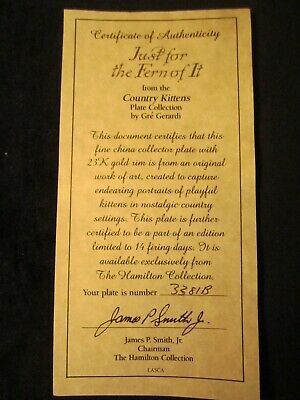 Certificate of Authenticity
Just for
the Fern of It
from the
Country Kittens
Plate Collection
by Gré Gerardi
This document certifies that this
fine china collector plate with
23K gold rim is from an original
work of art, created to capture
endearing portraits of playful
kittens in nostalgic country
settings. This plate is further
certified to be a part of an edition
limited to 14 firing days. It is
available exclusively from
The Hamilton Collection.
Your plate is number 3381B
James P. Smith Jr.
James P. Smith, Jr.
Chairman
The Hamilton Collection
LASCA